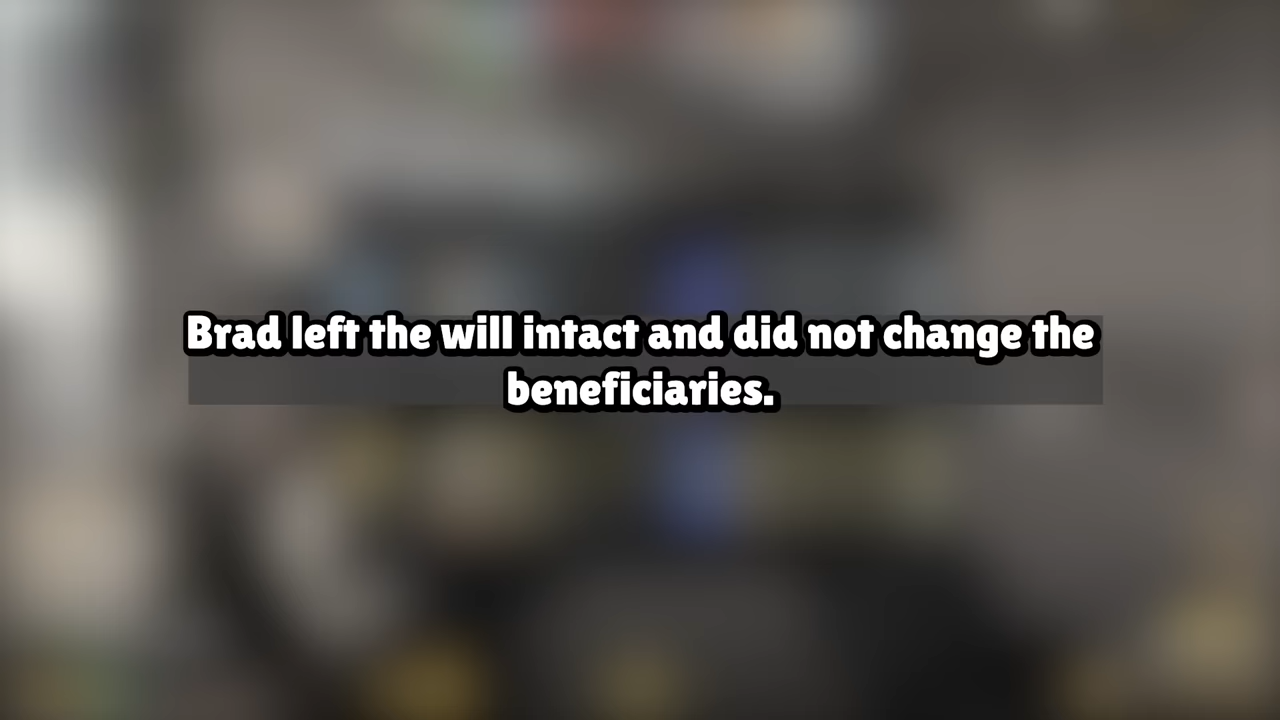 Brad left the will intact and did not change the
beneficiaries.